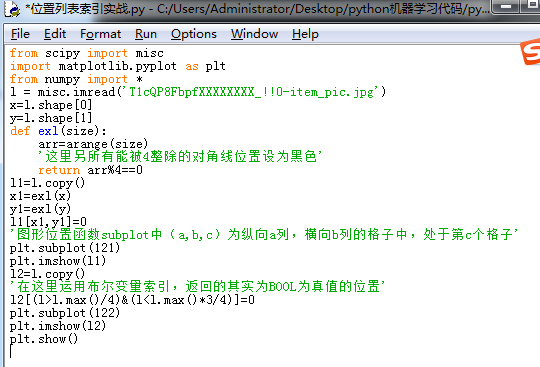 *位置列表索引实战.py - C:/Users/Administrator/Desktop/python机器学习代码/py...
File Edit Format Run Options Window Help
from scipy import misc
import matplotlib.pyplot as plt
from numpy import *
l = misc.imread('T1cQP8FbpfXXXXXXXX_!!0-item_pic.jpg')
x=l.shape[0]
y=l.shape[1]
def exl(size):
    arr=arange(size)
    '这里另所有能被4整除的对角线位置设为黑色'
    return arr%4==0
l1=l.copy()
x1=exl(x)
y1=exl(y)
l1[x1,y1]=0
'图形位置函数subplot中（a,b,c）为纵向a列，横向b列的格子中，处于第c个格子'
plt.subplot(121)
plt.imshow(l1)
l2=l.copy()
'在这里运用布尔变量索引，返回的其实为BOOL为真值的位置'
l2[(l>l.max()/4)&(l<l.max()*3/4)]=0
plt.subplot(122)
plt.imshow(l2)
plt.show()